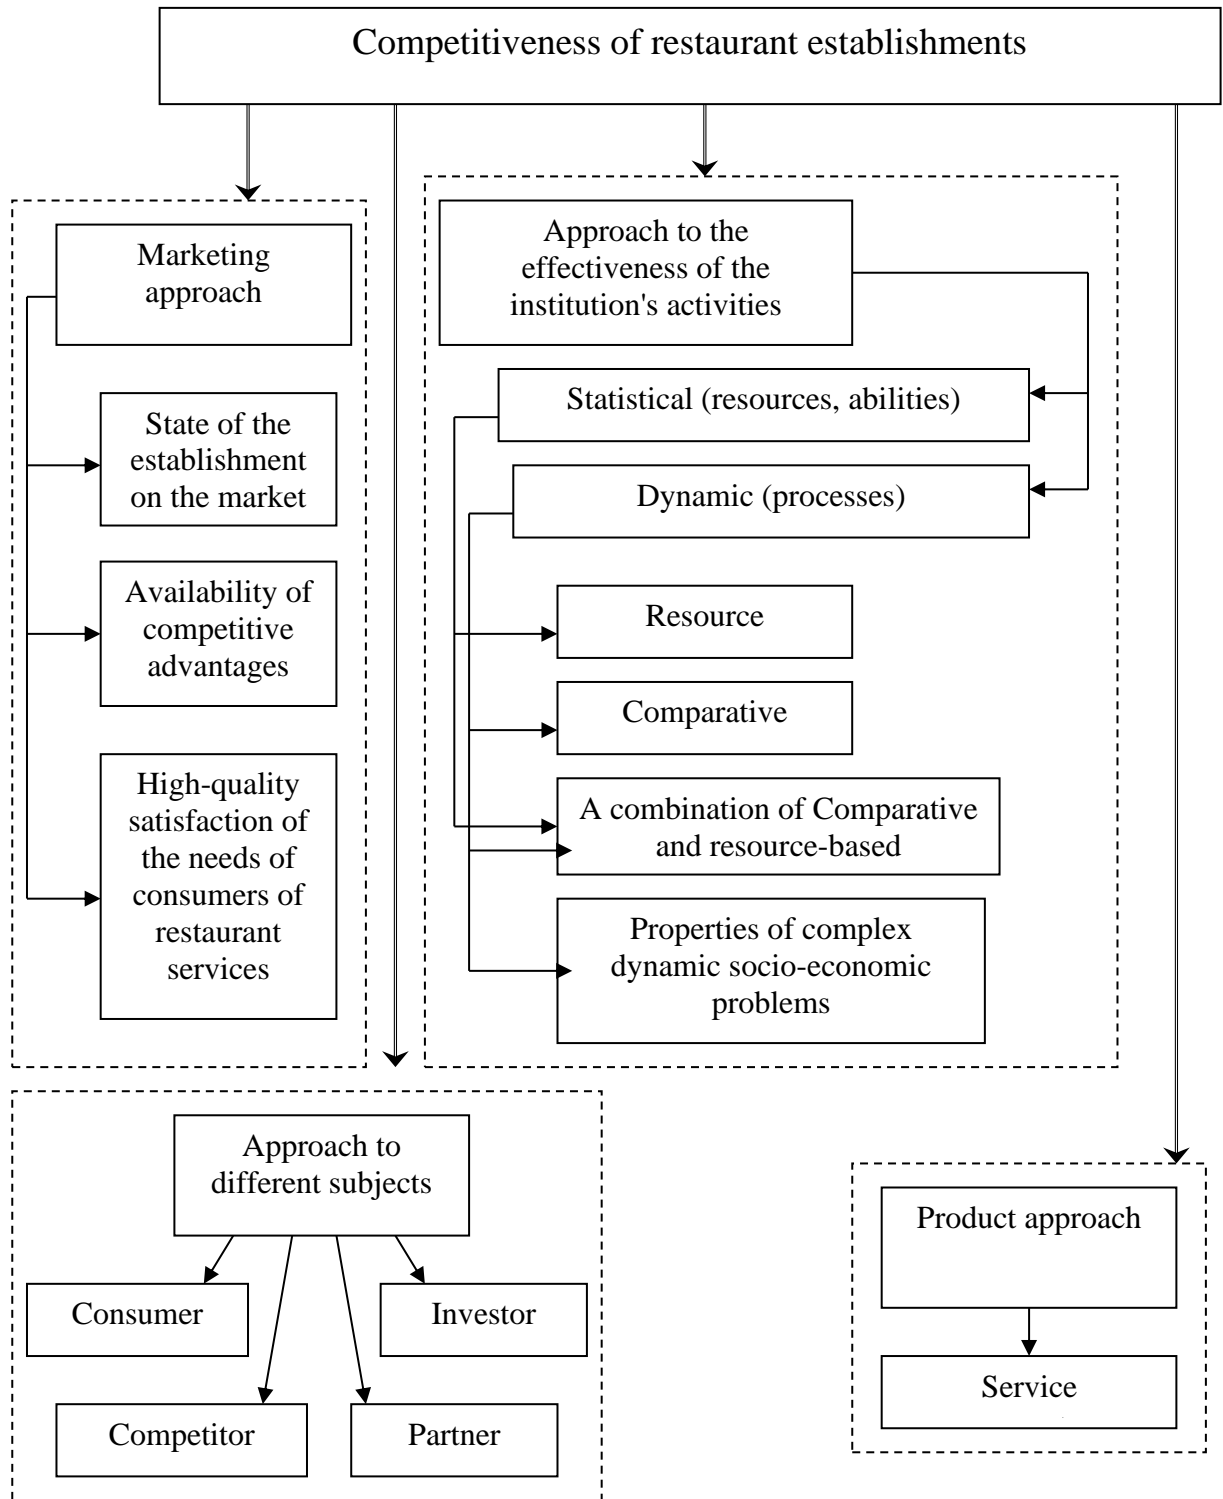 Competitiveness of restaurant establishments
Marketing
approach
State of the
establishment
on the market
Availability of
competitive
advantages
High-quality
satisfaction of
the needs of
consumers of
restaurant
services
Approach to the
effectiveness of the
institution's activities
Statistical (resources, abilities)
Dynamic (processes)
Resource
Comparative
A combination of Comparative
and resource-based
Properties of complex
dynamic socio-economic
problems
Approach to
different subjects
Consumer
Investor
Competitor
Partner
Product approach
Service